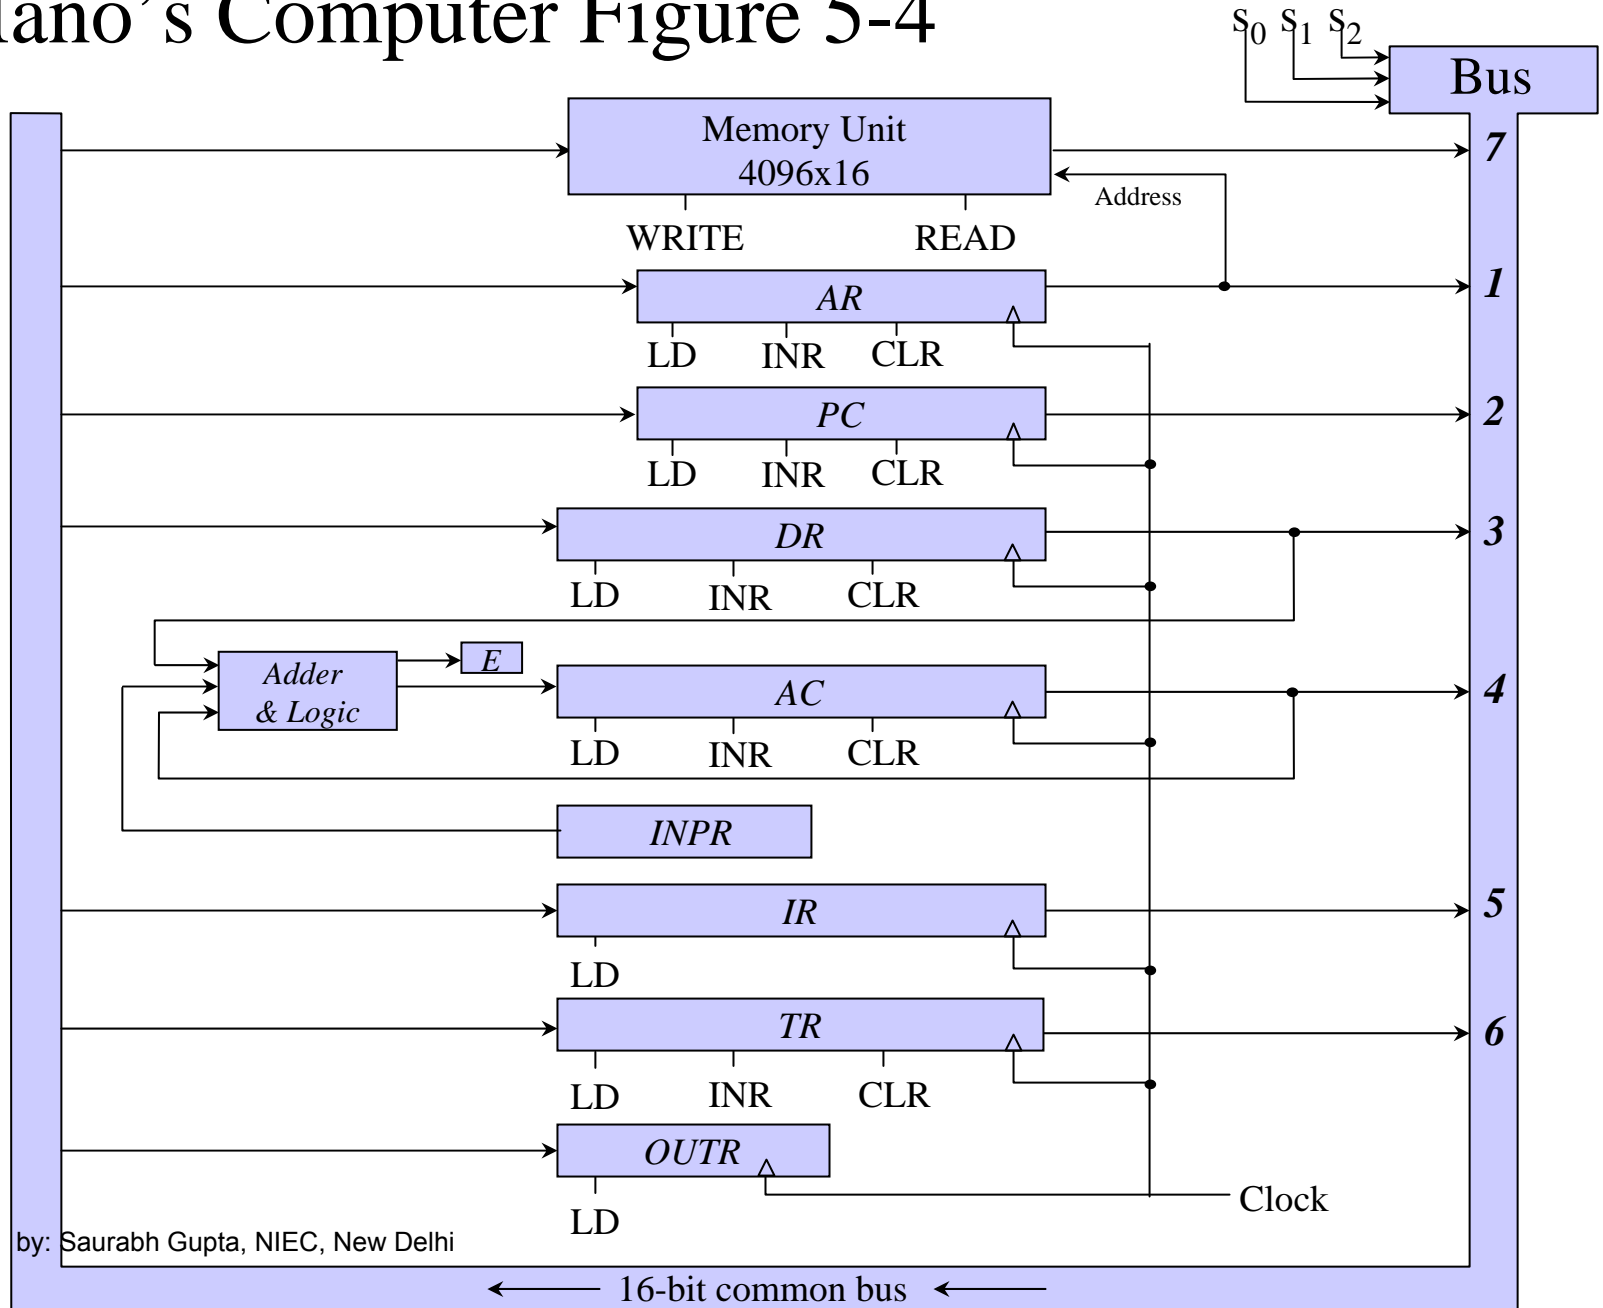 lano's Computer Figure 5-4
S0 S1 S2
Bus
Memory Unit
4096x16
7
Address
WRITE READ
AR
1
LD INR CLR
PC
2
LD INR CLR
DR
3
LD INR CLR
Adder
& Logic
E
AC
4
LD INR CLR
INPR
IR
5
LD
TR
6
LD INR CLR
OUTR
LD
Clock
by: Saurabh Gupta, NIEC, New Delhi
16-bit common bus